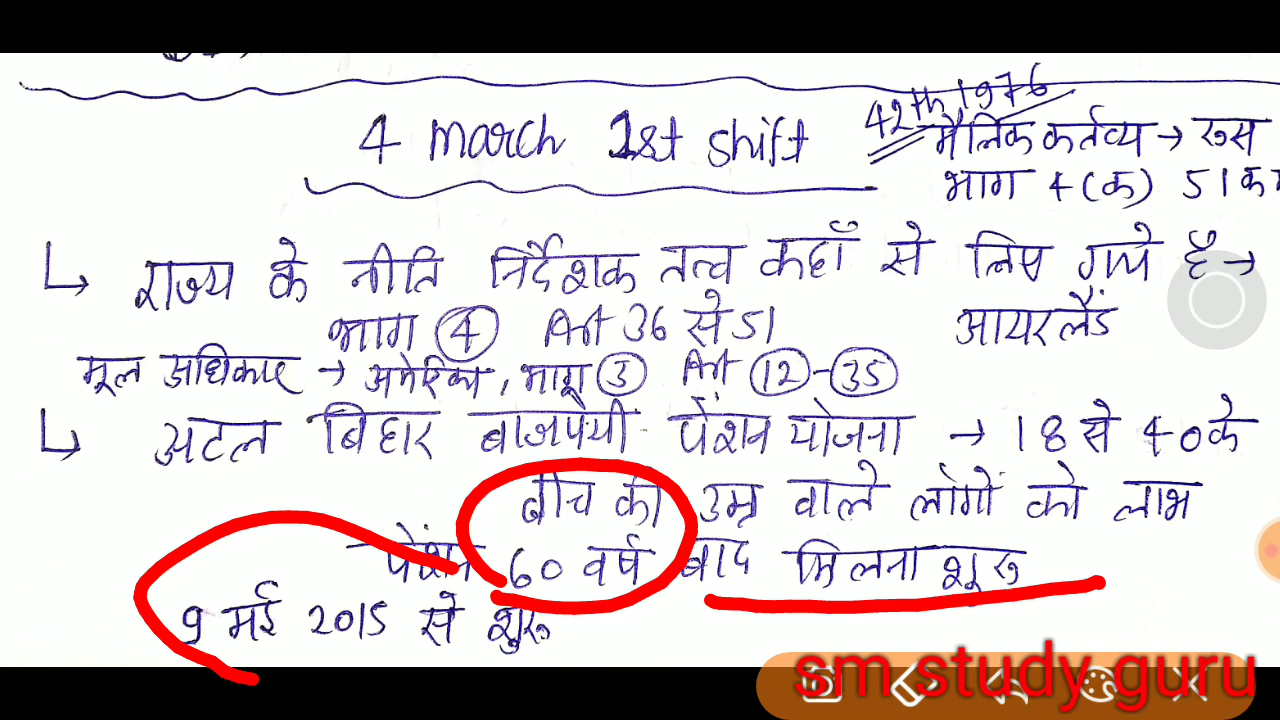 42th 1976
4 march 1st shift
मौलिक कर्तव्य → रुस
भाग 4 (क) 51 क
↳ राज्य के नीति निर्देशक तत्व कहाँ से लिए गये है →
भाग 4 Art 36 से 51 आयरलैंड
मूल अधिकार → अमेरिका, भाग 3 Art 12-35
↳ अटल बिहार बाजपेयी पेंशन योजना → 18 से 40 के
बीच की उम्र वाले लोगों को लाभ
पेंशन 60 वर्ष बाद मिलना शुरु
9 मई 2015 से शुरु
sm study guru